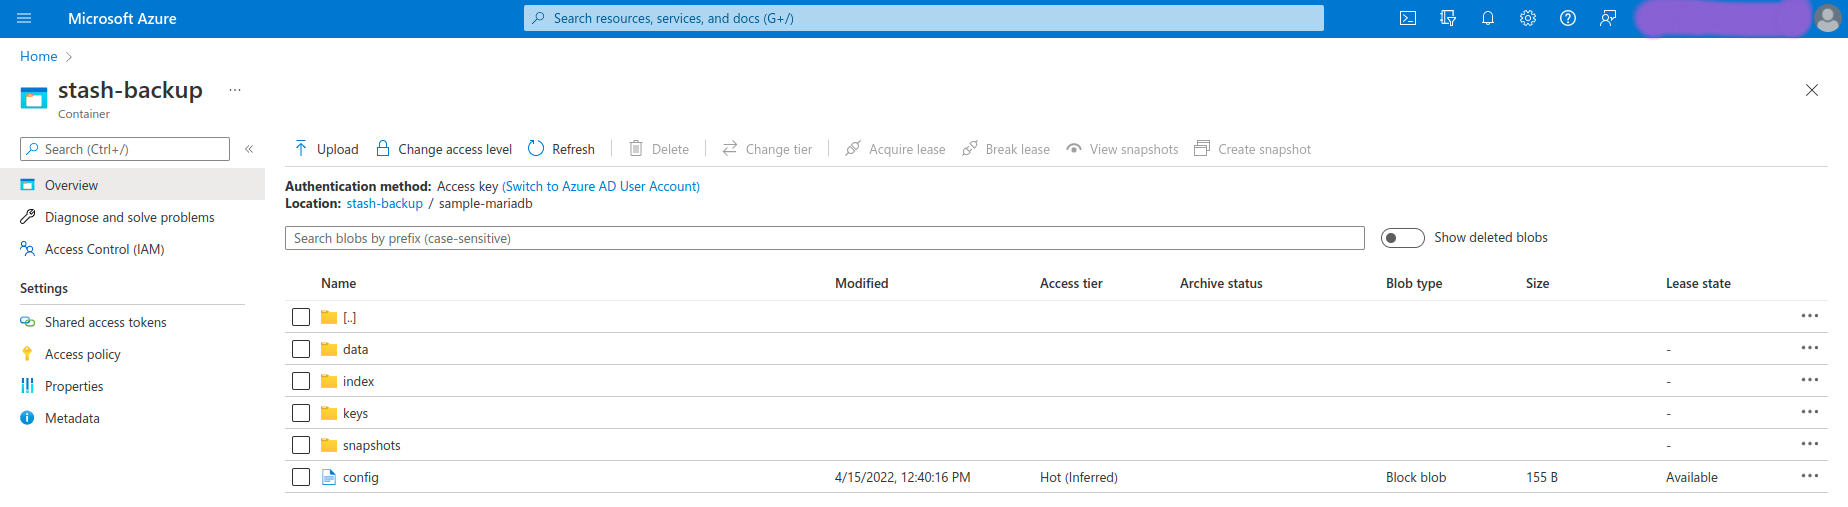 Microsoft Azure
Search resources, services, and docs (G+/)
Home
stash-backup
Container
Search (Ctrl+/)
Overview
Diagnose and solve problems
Access Control (IAM)
Settings
Shared access tokens
Access policy
Properties
Metadata
Upload Change access level Refresh Delete Change tier Acquire lease Break lease View snapshots Create snapshot
Authentication method: Access key (Switch to Azure AD User Account)
Location: stash-backup / sample-mariadb
Search blobs by prefix (case-sensitive)
Show deleted blobs
Name Modified Access tier Archive status Blob type Size Lease state
[..]
data -
index -
keys -
snapshots -
config 4/15/2022, 12:40:16 PM Hot (Inferred) Block blob 155 B Available